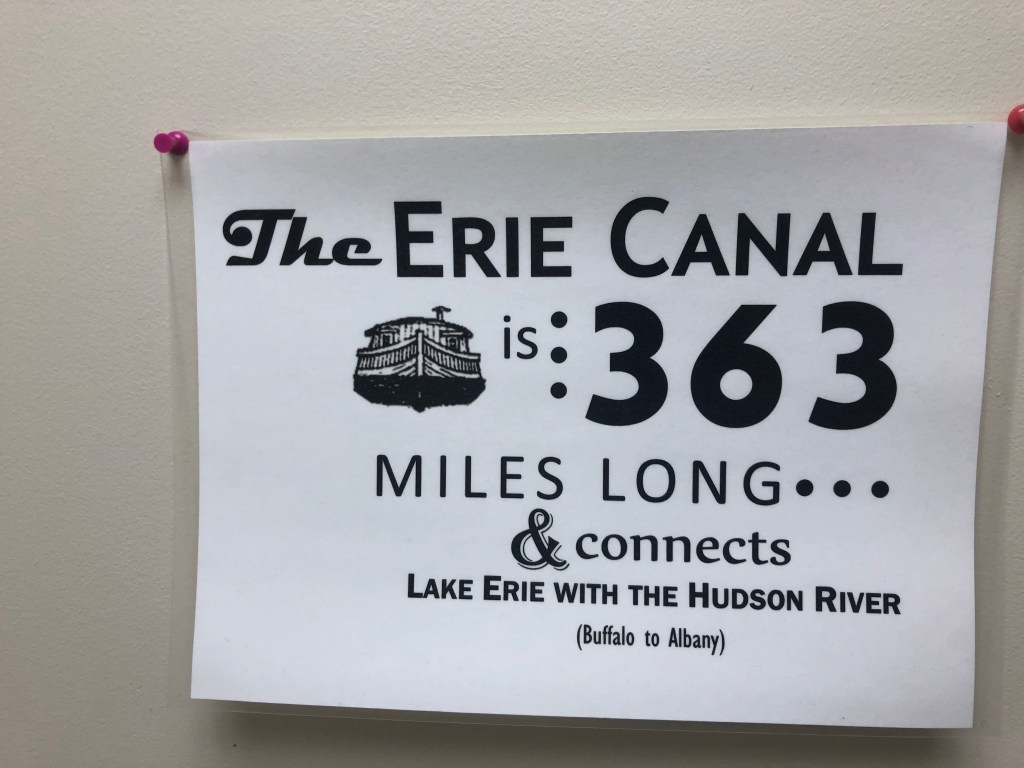 The ERIE CANAL
is: 363
MILES LONG...
& connects
LAKE ERIE WITH THE HUDSON RIVER
(Buffalo to Albany)